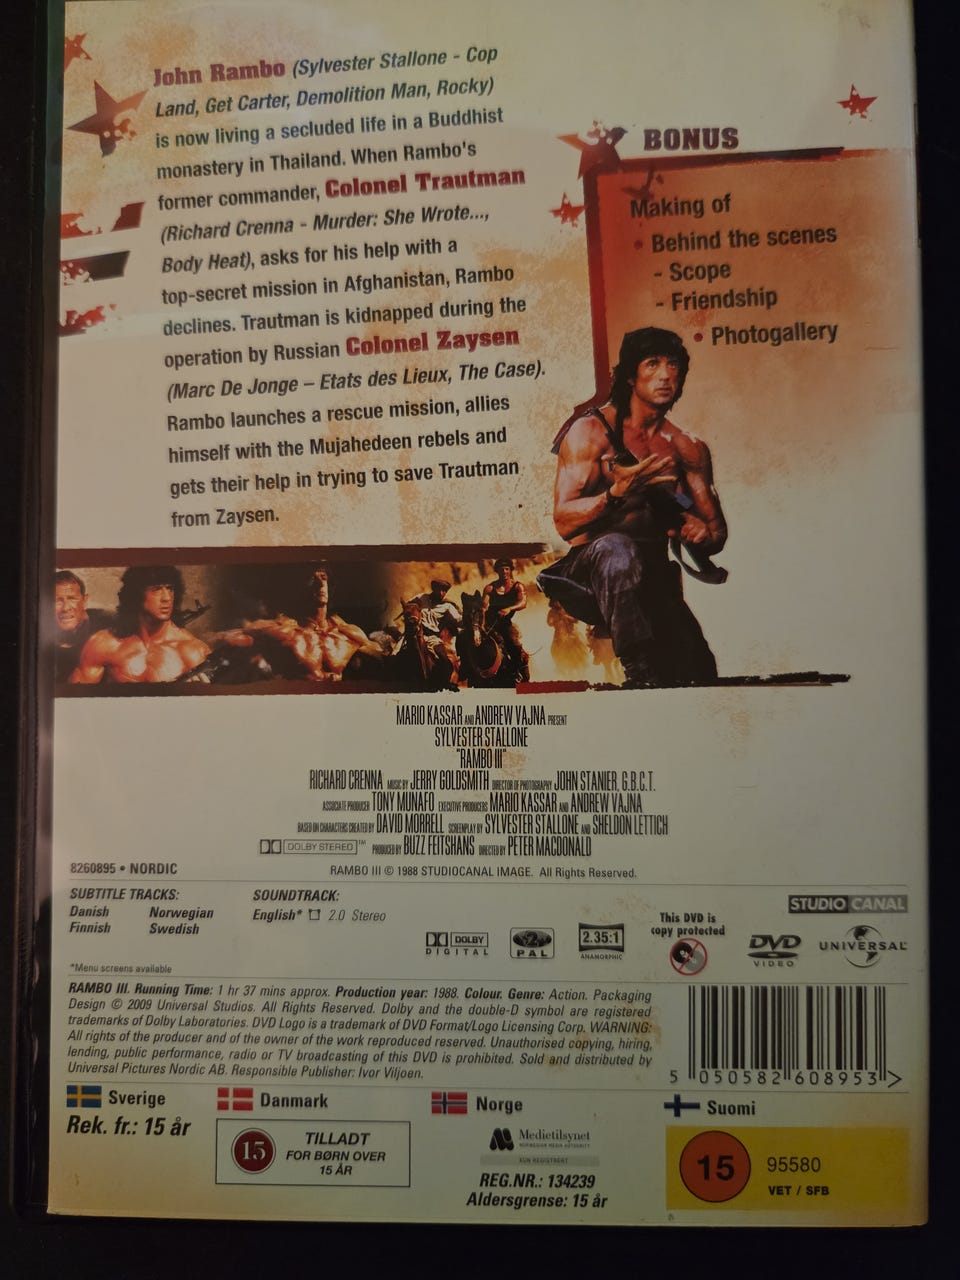 John Rambo (Sylvester Stallone - Cop
Land, Get Carter, Demolition Man, Rocky)
is now living a secluded life in a Buddhist
monastery in Thailand. When Rambo's
former commander, Colonel Trautman
(Richard Crenna - Murder: She Wrote...,
Body Heat), asks for his help with a
top-secret mission in Afghanistan, Rambo
declines. Trautman is kidnapped during the
operation by Russian Colonel Zaysen
(Marc De Jonge – Etats des Lieux, The Case).
Rambo launches a rescue mission, allies
himself with the Mujahedeen rebels and
gets their help in trying to save Trautman
from Zaysen.
BONUS
Making of
• Behind the scenes
- Scope
- Friendship
• Photogallery
MARIO KASSAR AND ANDREW VAJNA PRESENT
SYLVESTER STALLONE
"RAMBO III"
RICHARD CRENNA MUSIC BY JERRY GOLDSMITH DIRECTOR OF PHOTOGRAPHY JOHN STANIER, G.B.C.T.
ASSOCIATE PRODUCER TONY MUNAFO EXECUTIVE PRODUCERS MARIO KASSAR AND ANDREW VAJNA
BASED ON CHARACTERS CREATED BY DAVID MORRELL SCREENPLAY BY SYLVESTER STALLONE AND SHELDON LETTICH
DOLBY STEREO™ PRODUCED BY BUZZ FEITSHANS DIRECTED BY PETER MACDONALD
8260895 • NORDIC
RAMBO III © 1988 STUDIOCANAL IMAGE. All Rights Reserved.
SUBTITLE TRACKS:
Danish Norwegian
Finnish Swedish
SOUNDTRACK:
English* 2.0 Stereo
*Menu screens available
DOLBY
DIGITAL
PAL
2.35:1
ANAMORPHIC
This DVD is
copy protected
STUDIO CANAL
DVD
VIDEO
UNIVERSAL
RAMBO III. Running Time: 1 hr 37 mins approx. Production year: 1988. Colour. Genre: Action. Packaging
Design © 2009 Universal Studios. All Rights Reserved. Dolby and the double-D symbol are registered
trademarks of Dolby Laboratories. DVD Logo is a trademark of DVD Format/Logo Licensing Corp. WARNING:
All rights of the producer and of the owner of the work reproduced reserved. Unauthorised copying, hiring,
lending, public performance, radio or TV broadcasting of this DVD is prohibited. Sold and distributed by
Universal Pictures Nordic AB. Responsible Publisher: Ivor Viljoen.
5 050582 608953 >
Sverige
Rek. fr.: 15 år
Danmark
15
TILLADT
FOR BØRN OVER
15 ÅR
Norge
Medietilsynet
NORWEGIAN MEDIA AUTHORITY
KUN REGISTRERT
REG.NR.: 134239
Aldersgrense: 15 år
Suomi
15
95580
VET / SFB